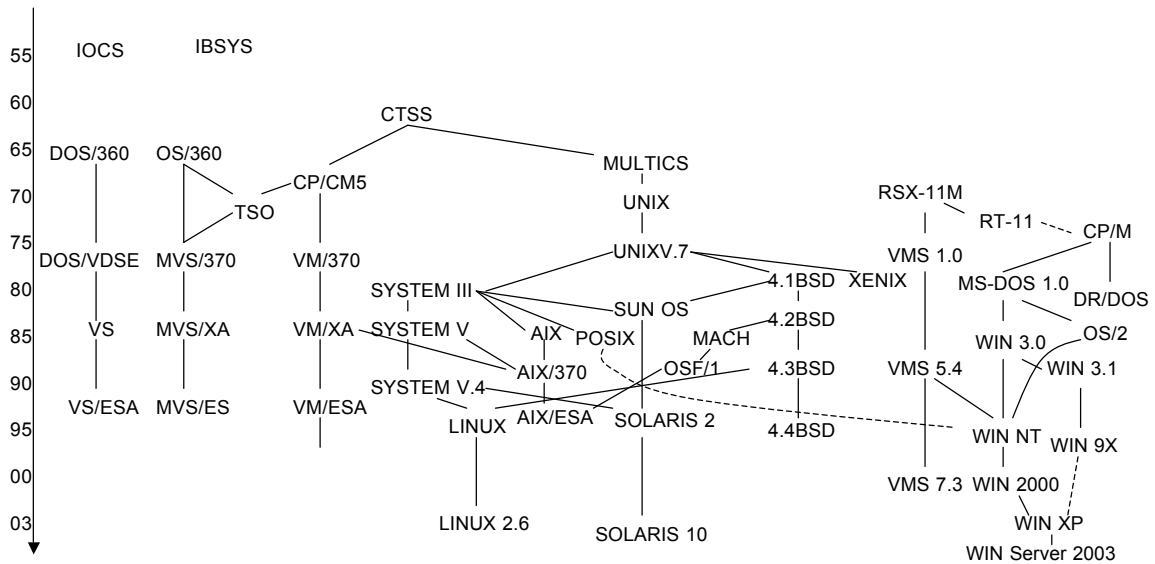 55
IOCS
IBSYS
60
CTSS
65
DOS/360
OS/360
MULTICS
CP/CM5
70
TSO
UNIX
RSX-11M
RT-11
CP/M
75
DOS/VDSE
MVS/370
VM/370
UNIXV.7
VMS 1.0
80
SYSTEM III
4.1BSD
XENIX
MS-DOS 1.0
DR/DOS
SUN OS
4.2BSD
85
VS
MVS/XA
VM/XA
SYSTEM V
AIX
POSIX
MACH
WIN 3.0
OS/2
AIX/370
OSF/1
4.3BSD
VMS 5.4
WIN 3.1
90
SYSTEM V.4
VS/ESA
MVS/ES
VM/ESA
LINUX
AIX/ESA
SOLARIS 2
95
4.4BSD
WIN NT
WIN 9X
00
VMS 7.3
WIN 2000
03
LINUX 2.6
SOLARIS 10
WIN XP
WIN Server 2003